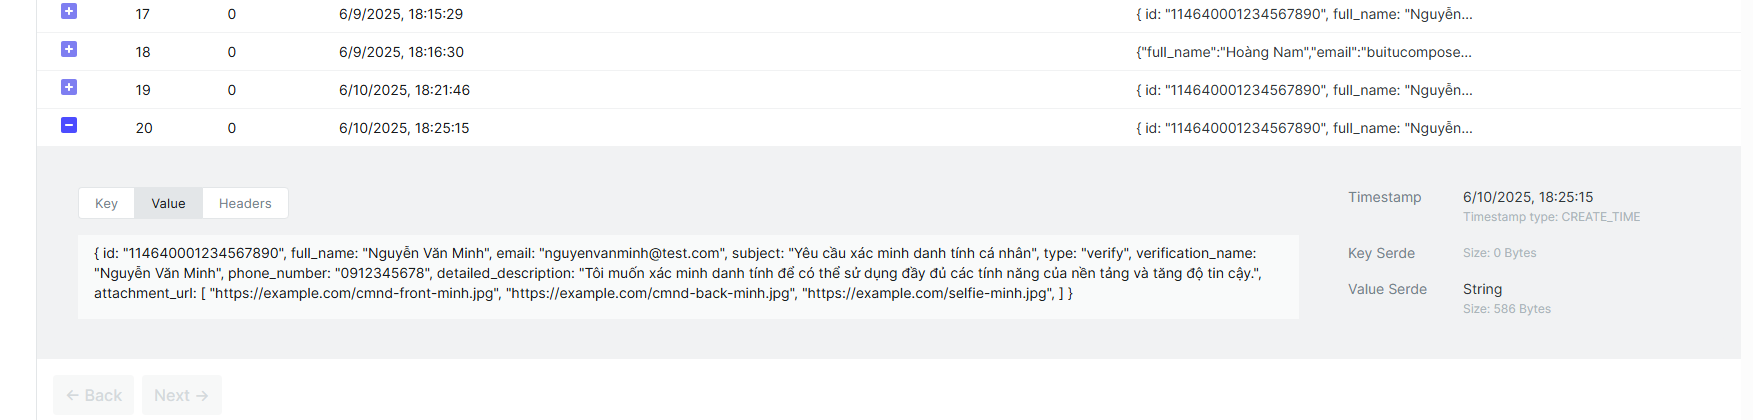 17 0 6/9/2025, 18:15:29 { id: "114640001234567890", full_name: "Nguyễn...
18 0 6/9/2025, 18:16:30 {"full_name":"Hoàng Nam","email":"buitucompose...
19 0 6/10/2025, 18:21:46 { id: "114640001234567890", full_name: "Nguyễn...
20 0 6/10/2025, 18:25:15 { id: "114640001234567890", full_name: "Nguyễn...
Key Value Headers
{ id: "114640001234567890", full_name: "Nguyễn Văn Minh", email: "nguyenvanminh@test.com", subject: "Yêu cầu xác minh danh tính cá nhân", type: "verify", verification_name:
"Nguyễn Văn Minh", phone_number: "0912345678", detailed_description: "Tôi muốn xác minh danh tính để có thể sử dụng đầy đủ các tính năng của nền tảng và tăng độ tin cậy.",
attachment_url: [ "https://example.com/cmnd-front-minh.jpg", "https://example.com/cmnd-back-minh.jpg", "https://example.com/selfie-minh.jpg", ] }
Timestamp 6/10/2025, 18:25:15
Timestamp type: CREATE_TIME
Key Serde Size: 0 Bytes
Value Serde String
Size: 586 Bytes
← Back Next →